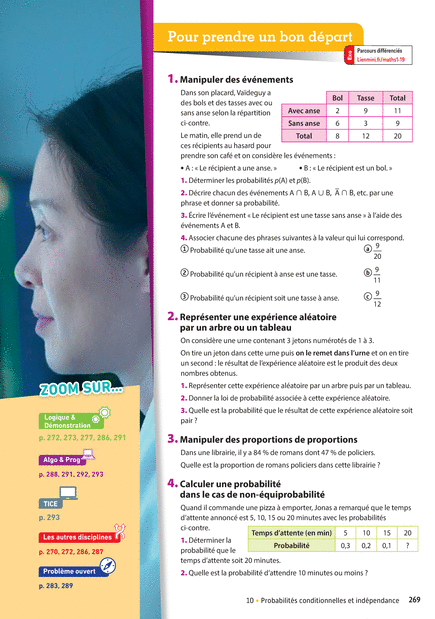 Pour prendre un bon départ
Exo
Parcours différenciés
Lienmini.fr/maths1-19
1. Manipuler des événements
Dans son placard, Vaïdeguy a
des bols et des tasses avec ou
sans anse selon la répartition
ci-contre.
Bol Tasse Total
Avec anse 2 9 11
Sans anse 6 3 9
Total 8 12 20
Le matin, elle prend un de
ces récipients au hasard pour
prendre son café et on considère les événements :
• A : « Le récipient a une anse. » • B : « Le récipient est un bol. »
1. Déterminer les probabilités p(A) et p(B).
2. Décrire chacun des événements A ∩ B, A ∪ B, A̅ ∩ B, etc. par une
phrase et donner sa probabilité.
3. Écrire l'événement « Le récipient est une tasse sans anse » à l'aide des
événements A et B.
4. Associer chacune des phrases suivantes à la valeur qui lui correspond.
① Probabilité qu'une tasse ait une anse. ⓐ 9/20
② Probabilité qu'un récipient à anse est une tasse. ⓑ 9/11
③ Probabilité qu'un récipient soit une tasse à anse. ⓒ 9/12
2. Représenter une expérience aléatoire
par un arbre ou un tableau
On considère une urne contenant 3 jetons numérotés de 1 à 3.
On tire un jeton dans cette urne puis on le remet dans l'urne et on en tire
un second : le résultat de l'expérience aléatoire est le produit des deux
nombres obtenus.
1. Représenter cette expérience aléatoire par un arbre puis par un tableau.
2. Donner la loi de probabilité associée à cette expérience aléatoire.
3. Quelle est la probabilité que le résultat de cette expérience aléatoire soit
pair ?
3. Manipuler des proportions de proportions
Dans une librairie, il y a 84 % de romans dont 47 % de policiers.
Quelle est la proportion de romans policiers dans cette librairie ?
4. Calculer une probabilité
dans le cas de non-équiprobabilité
Quand il commande une pizza à emporter, Jonas a remarqué que le temps
d'attente annoncé est 5, 10, 15 ou 20 minutes avec les probabilités
ci-contre.
Temps d'attente (en min) 5 10 15 20
Probabilité 0,3 0,2 0,1 ?
1. Déterminer la
probabilité que le
temps d'attente soit 20 minutes.
2. Quelle est la probabilité d'attendre 10 minutes ou moins ?
ZOOM SUR...
Logique &
Démonstration
p. 272, 273, 277, 286, 291
Algo & Prog
p. 288, 291, 292, 293
TICE
p. 293
Les autres disciplines
p. 270, 272, 286, 287
Problème ouvert
p. 283, 289
10 • Probabilités conditionnelles et indépendance 269